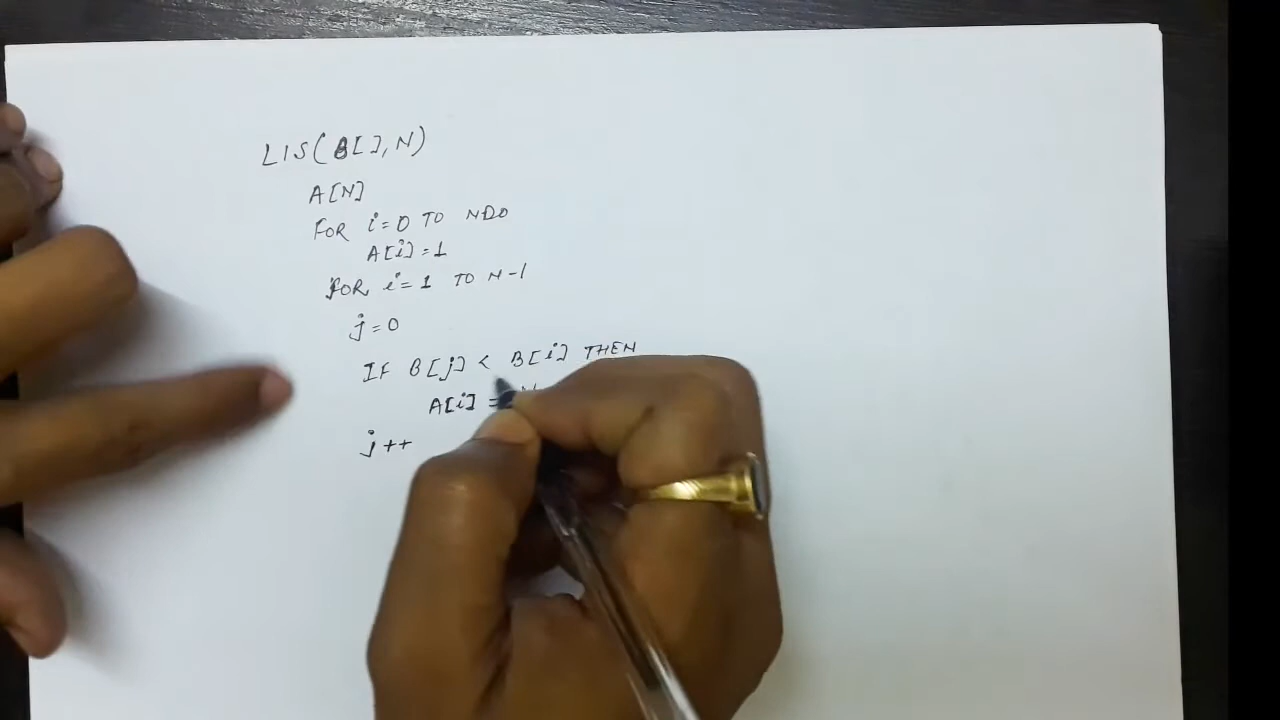 LIS(B[],N)
A[N]
FOR i=0 TO N DO
A[i]=1
FOR i=1 TO N-1
j=0
IF B[j] < B[i] THEN
A[i] =
j++